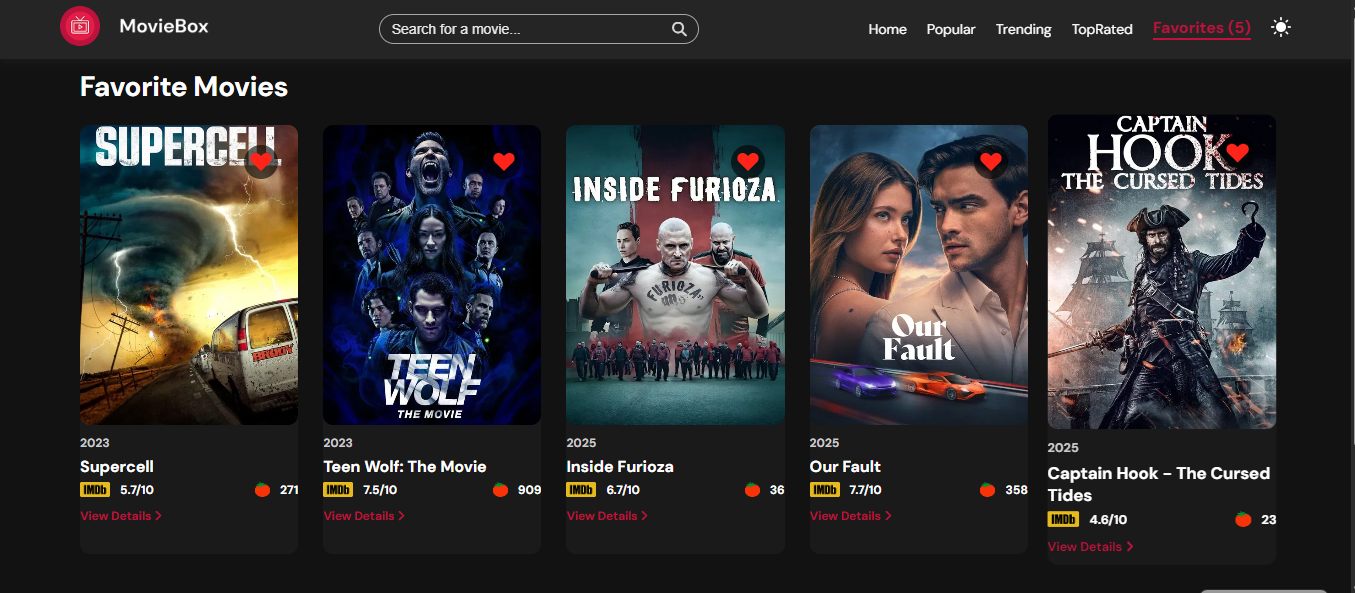 MovieBox
Search for a movie...
Home
Popular
Trending
TopRated
Favorites (5)
Favorite Movies
SUPERCELL
BRODY
2023
Supercell
IMDb 5.7/10 271
View Details
TEEN
WOLF
THE MOVIE
2023
Teen Wolf: The Movie
IMDb 7.5/10 909
View Details
INSIDE FURIOZA
FURIOZA
2025
Inside Furioza
IMDb 6.7/10 36
View Details
Our
Fault
2025
Our Fault
IMDb 7.7/10 358
View Details
CAPTAIN
HOOK
THE CURSED TIDES
2025
Captain Hook - The Cursed
Tides
IMDb 4.6/10 23
View Details